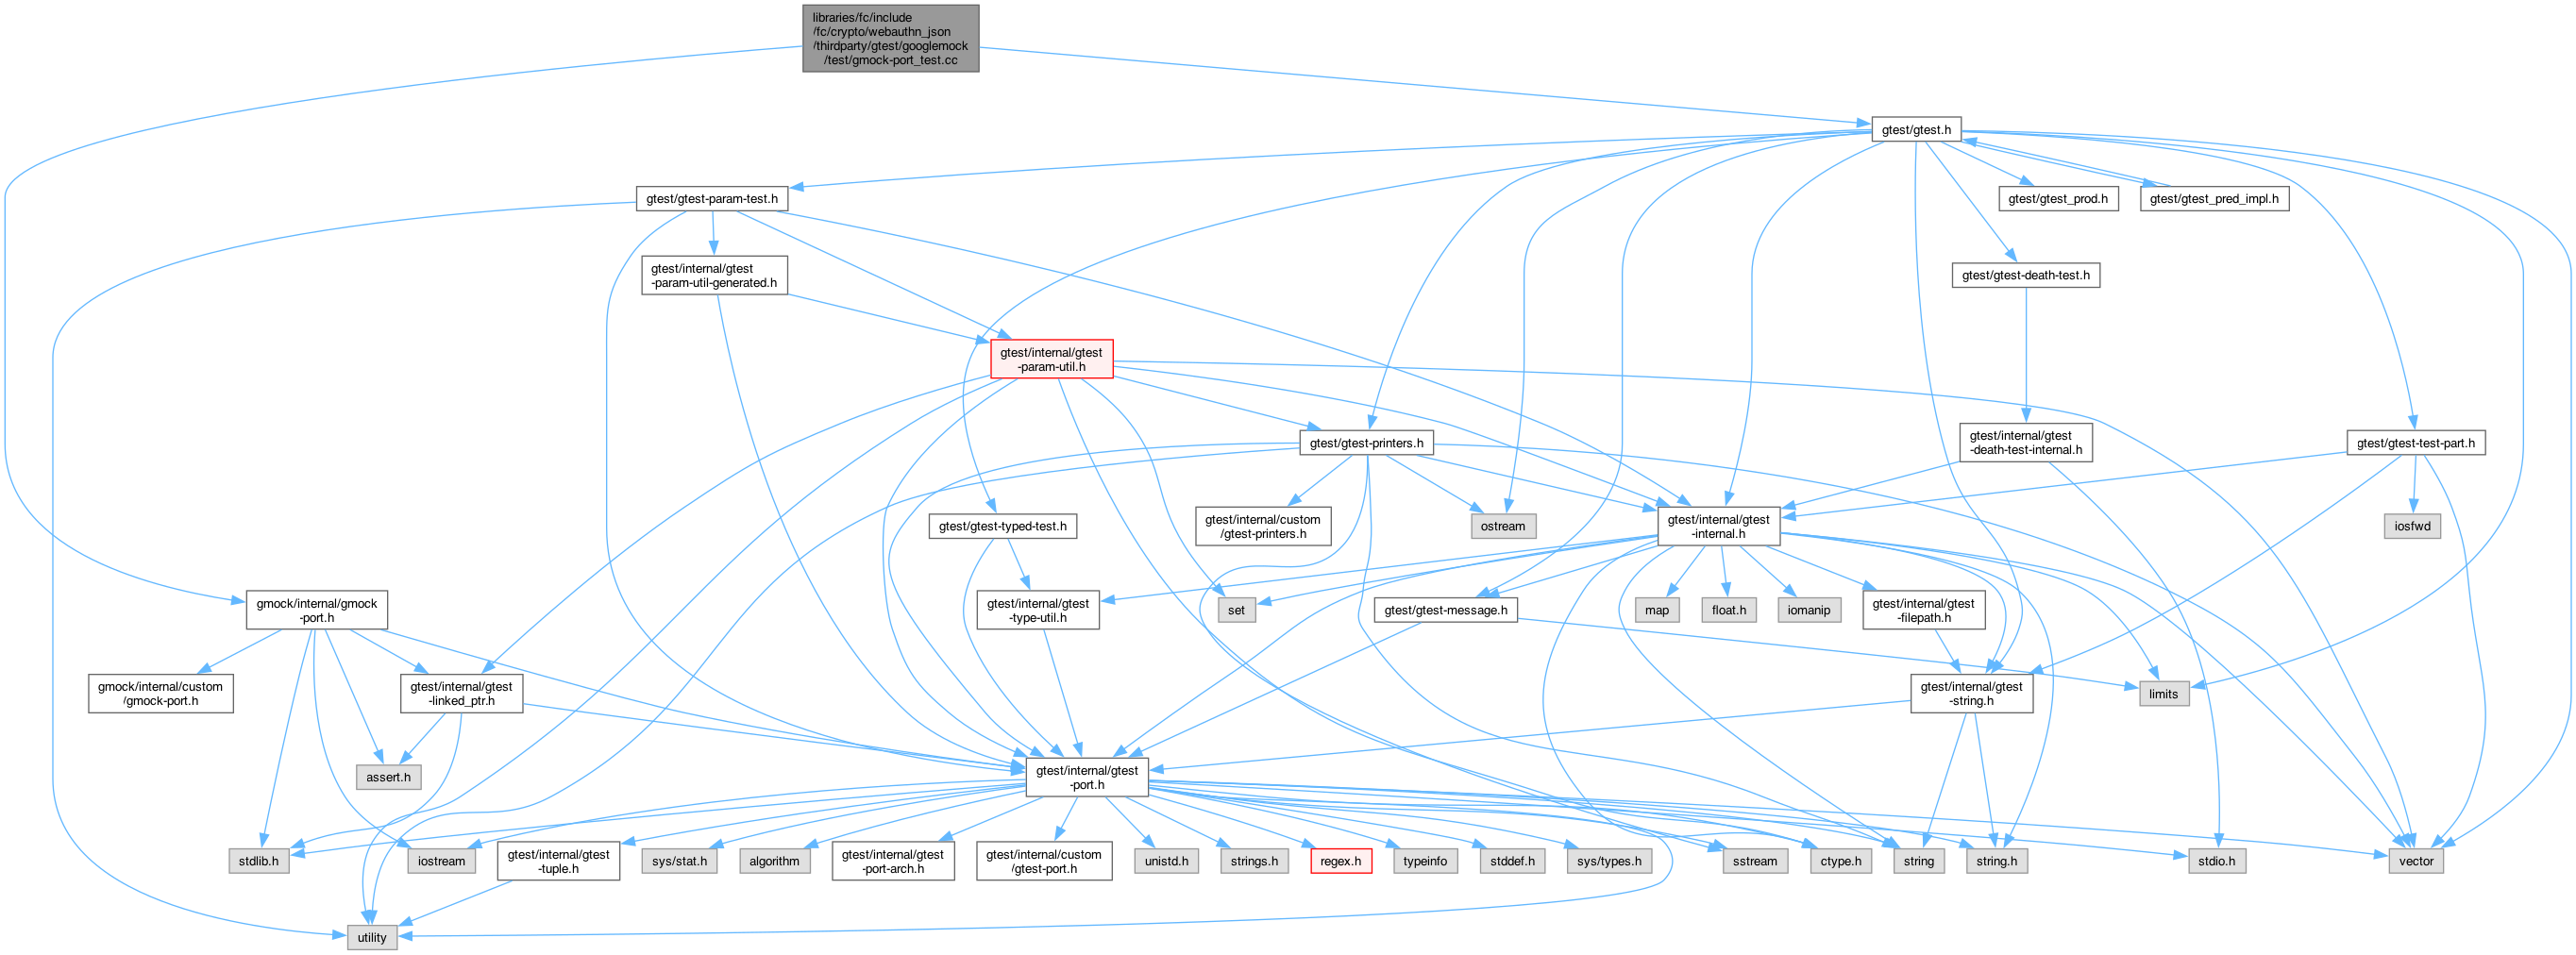 libraries/fc/include
/fc/crypto/webauthn_json
/thirdparty/gtest/googlemock
/test/gmock-port_test.cc
gtest/gtest.h
gtest/gtest-param-test.h
gtest/gtest_prod.h
gtest/gtest_pred_impl.h
gtest/internal/gtest
-param-util-generated.h
gtest/gtest-death-test.h
gtest/internal/gtest
-param-util.h
gtest/gtest-printers.h
gtest/internal/gtest
-death-test-internal.h
gtest/gtest-test-part.h
gtest/gtest-typed-test.h
gtest/internal/custom
/gtest-printers.h
ostream
gtest/internal/gtest
-internal.h
iosfwd
gmock/internal/gmock
-port.h
gtest/internal/gtest
-type-util.h
set
gtest/gtest-message.h
map
float.h
iomanip
gtest/internal/gtest
-filepath.h
gmock/internal/custom
/gmock-port.h
gtest/internal/gtest
-linked_ptr.h
gtest/internal/gtest
-string.h
limits
assert.h
gtest/internal/gtest
-port.h
stdlib.h
iostream
gtest/internal/gtest
-tuple.h
sys/stat.h
algorithm
gtest/internal/gtest
-port-arch.h
gtest/internal/custom
/gtest-port.h
unistd.h
strings.h
regex.h
typeinfo
stddef.h
sys/types.h
sstream
ctype.h
string
string.h
stdio.h
vector
utility